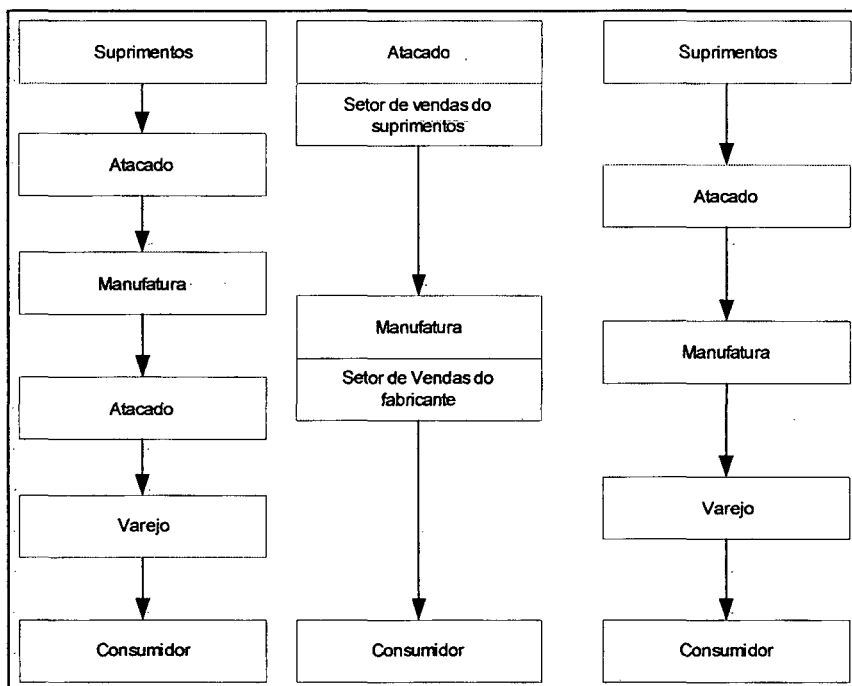 Suprimentos
Atacado
Manufatura
Atacado
Varejo
Consumidor
Atacado
Setor de vendas do
suprimentos
Manufatura
Setor de Vendas do
fabricante
Consumidor
Suprimentos
Atacado
Manufatura
Varejo
Consumidor